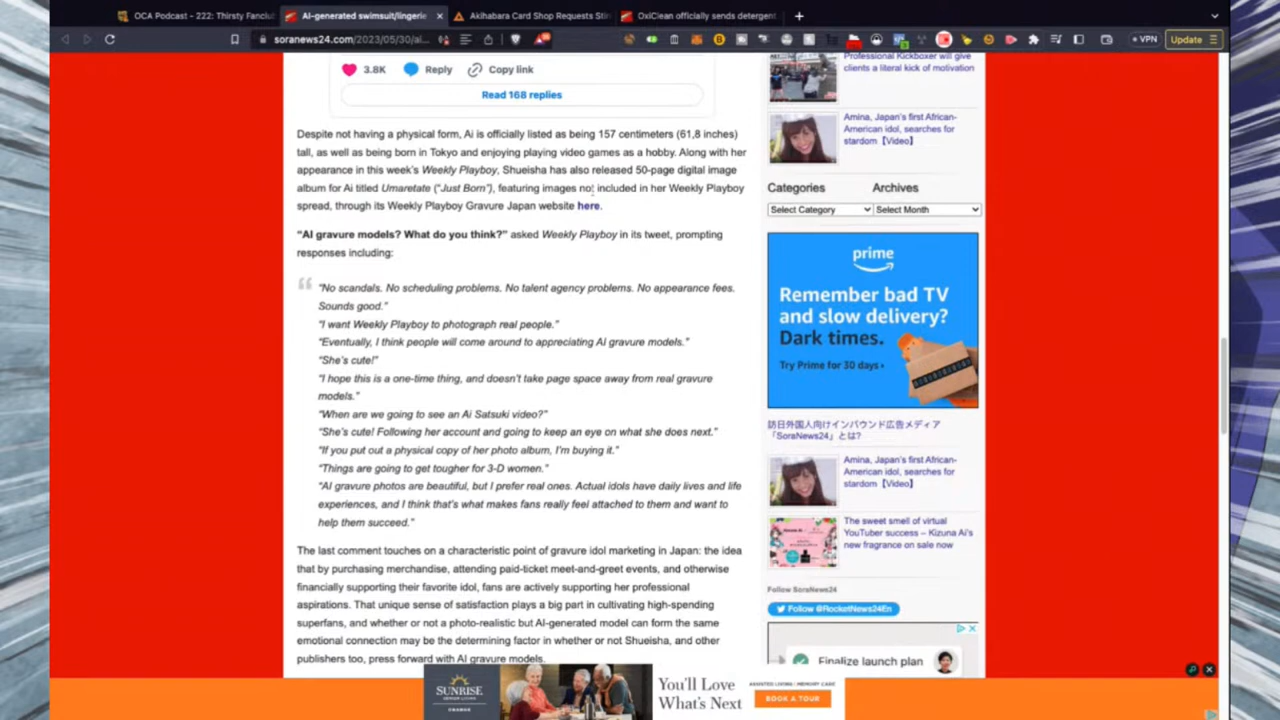 OCA Podcast - 222: Thirsty Fanclu
AI-generated swimsuit/lingerie
Akihabara Card Shop Requests Stin
OxiClean officially sends detergent
soranews24.com/2023/05/30/ai...
VPN
Update
3.8K
Reply
Copy link
Read 168 replies
Despite not having a physical form, Ai is officially listed as being 157 centimeters (61,8 inches)
tall, as well as being born in Tokyo and enjoying playing video games as a hobby. Along with her
appearance in this week's Weekly Playboy, Shueisha has also released 50-page digital image
album for Ai titled Umaretate ("Just Born"), featuring images not included in her Weekly Playboy
spread, through its Weekly Playboy Gravure Japan website here.
"AI gravure models? What do you think?" asked Weekly Playboy in its tweet, prompting
responses including:
"No scandals. No scheduling problems. No talent agency problems. No appearance fees.
Sounds good."
"I want Weekly Playboy to photograph real people."
"Eventually, I think people will come around to appreciating AI gravure models."
"She's cute!"
"I hope this is a one-time thing, and doesn't take page space away from real gravure
models."
"When are we going to see an Ai Satsuki video?"
"She's cute! Following her account and going to keep an eye on what she does next."
"If you put out a physical copy of her photo album, I'm buying it."
"Things are going to get tougher for 3-D women."
"AI gravure photos are beautiful, but I prefer real ones. Actual idols have daily lives and life
experiences, and I think that's what makes fans really feel attached to them and want to
help them succeed."
The last comment touches on a characteristic point of gravure idol marketing in Japan: the idea
that by purchasing merchandise, attending paid-ticket meet-and-greet events, and otherwise
financially supporting their favorite idol, fans are actively supporting her professional
aspirations. That unique sense of satisfaction plays a big part in cultivating high-spending
superfans, and whether or not a photo-realistic but AI-generated model can form the same
emotional connection may be the determining factor in whether or not Shueisha, and other
publishers too, press forward with AI gravure models.
Professional Kickboxer will give
clients a literal kick of motivation
Amina, Japan's first African-
American idol, searches for
stardom【Video】
Categories
Archives
Select Category
Select Month
prime
Remember bad TV
and slow delivery?
Dark times.
Try Prime for 30 days ›
訪日外国人向けインバウンド広告メディア
「SoraNews24」とは?
Amina, Japan's first African-
American idol, searches for
stardom【Video】
The sweet smell of virtual
YouTuber success – Kizuna Ai's
new fragrance on sale now
Follow SoraNews24
Follow @RocketNews24En
Finalize launch plan
SUNRISE
SENIOR LIVING
You'll Love
What's Next
ASSISTED LIVING | MEMORY CARE
BOOK A TOUR